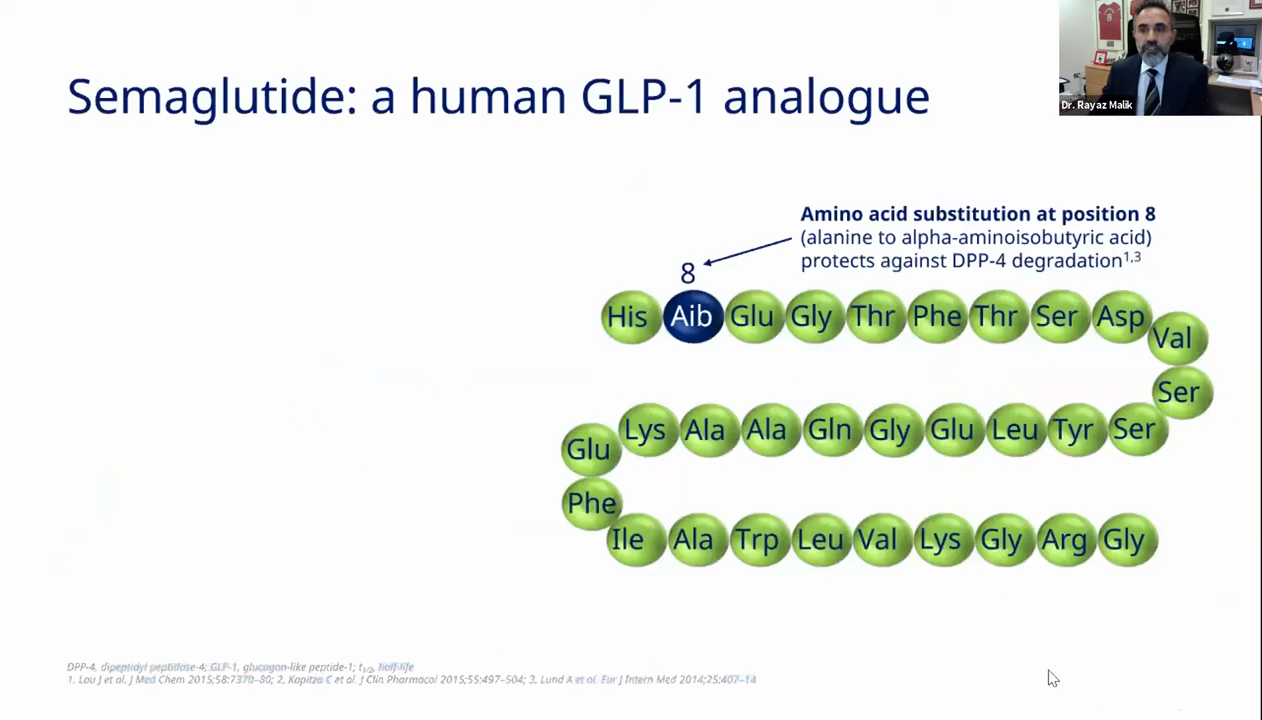 Dr. Rayaz Malik
Semaglutide: a human GLP-1 analogue
Amino acid substitution at position 8
(alanine to alpha-aminoisobutyric acid)
protects against DPP-4 degradation1,3
8
His Aib Glu Gly Thr Phe Thr Ser Asp
Val
Ser
Lys Ala Ala Gln Gly Glu Leu Tyr Ser
Glu
Phe
Ile Ala Trp Leu Val Lys Gly Arg Gly
DPP-4, dipeptidyl peptidase-4; GLP-1, glucagon-like peptide-1; t1/2, half-life
1. Lau J et al. J Med Chem 2015;58:7370–80; 2. Kapitza C et al. J Clin Pharmacol 2015;55:497–504; 3. Lund A et al. Eur J Intern Med 2014;25:407–14